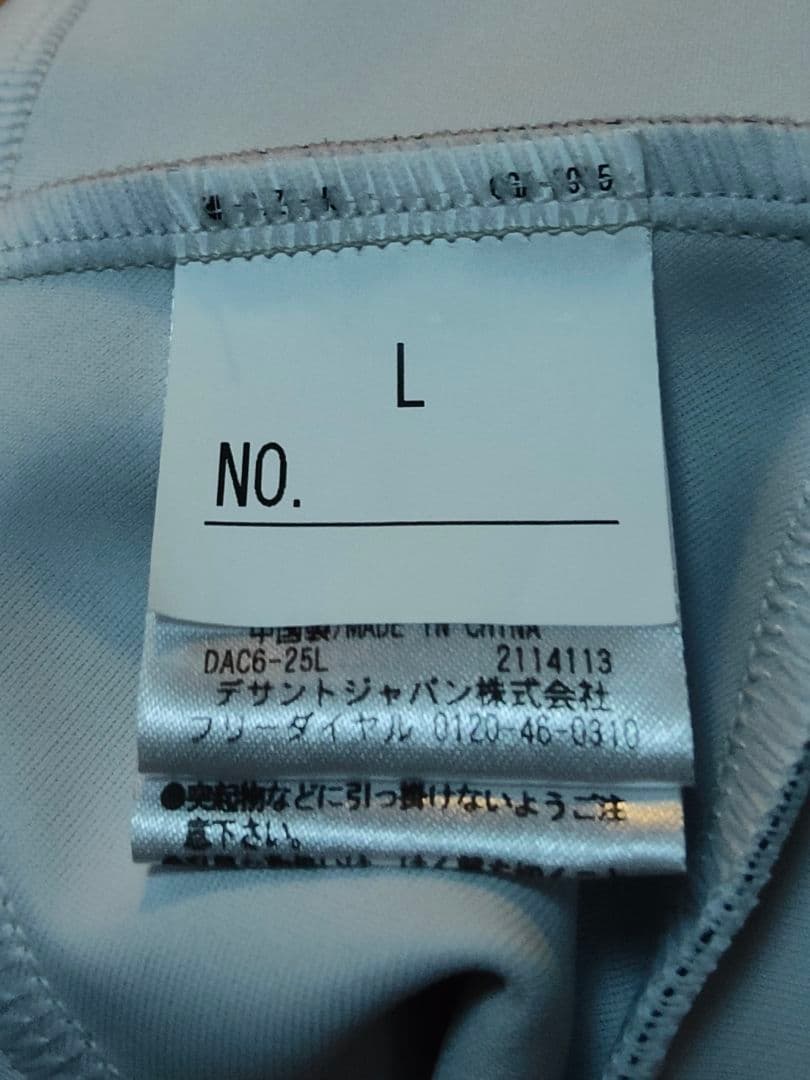 L
NO.
中国製/MADE IN CHINA
DAC6-25L 2114113
デサントジャパン株式会社
フリーダイヤル 0120-46-0310
●突起物などに引っ掛けないようご注
意下さい。